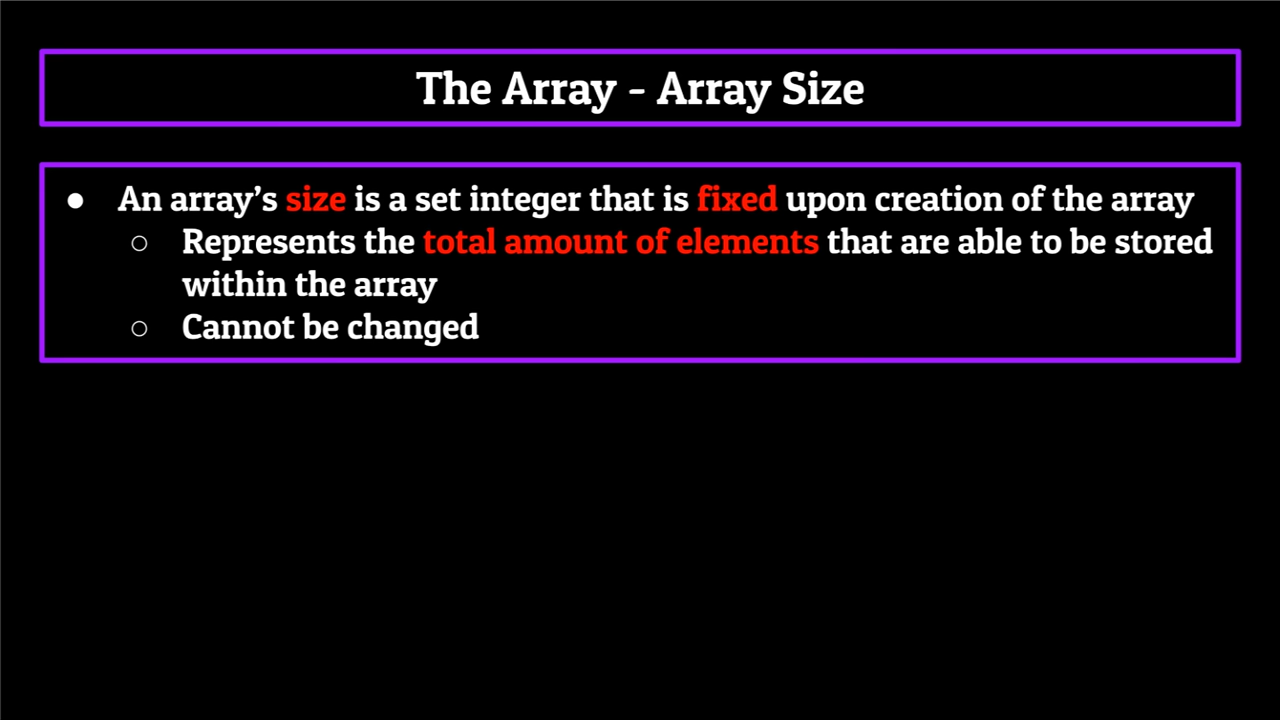 The Array - Array Size
● An array’s size is a set integer that is fixed upon creation of the array
○ Represents the total amount of elements that are able to be stored
within the array
○ Cannot be changed